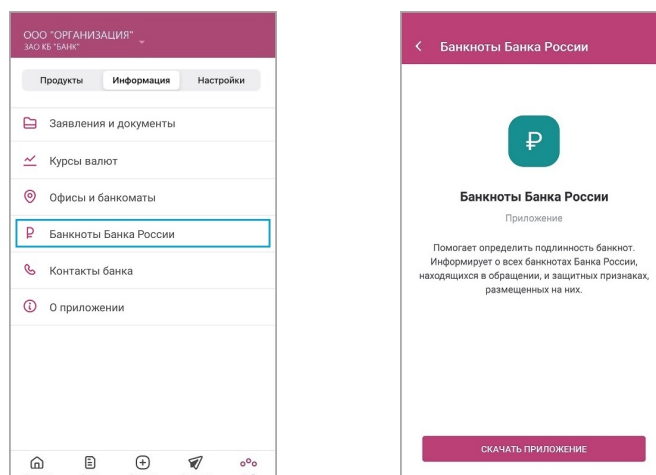 ООО "ОРГАНИЗАЦИЯ"
ЗАО КБ "БАНК"
Продукты Информация Настройки
Заявления и документы
Курсы валют
Офисы и банкоматы
Банкноты Банка России
Контакты банка
О приложении
Банкноты Банка России
₽
Банкноты Банка России
Приложение
Помогает определить подлинность банкнот.
Информирует о всех банкнотах Банка России,
находящихся в обращении, и защитных признаках,
размещенных на них.
СКАЧАТЬ ПРИЛОЖЕНИЕ